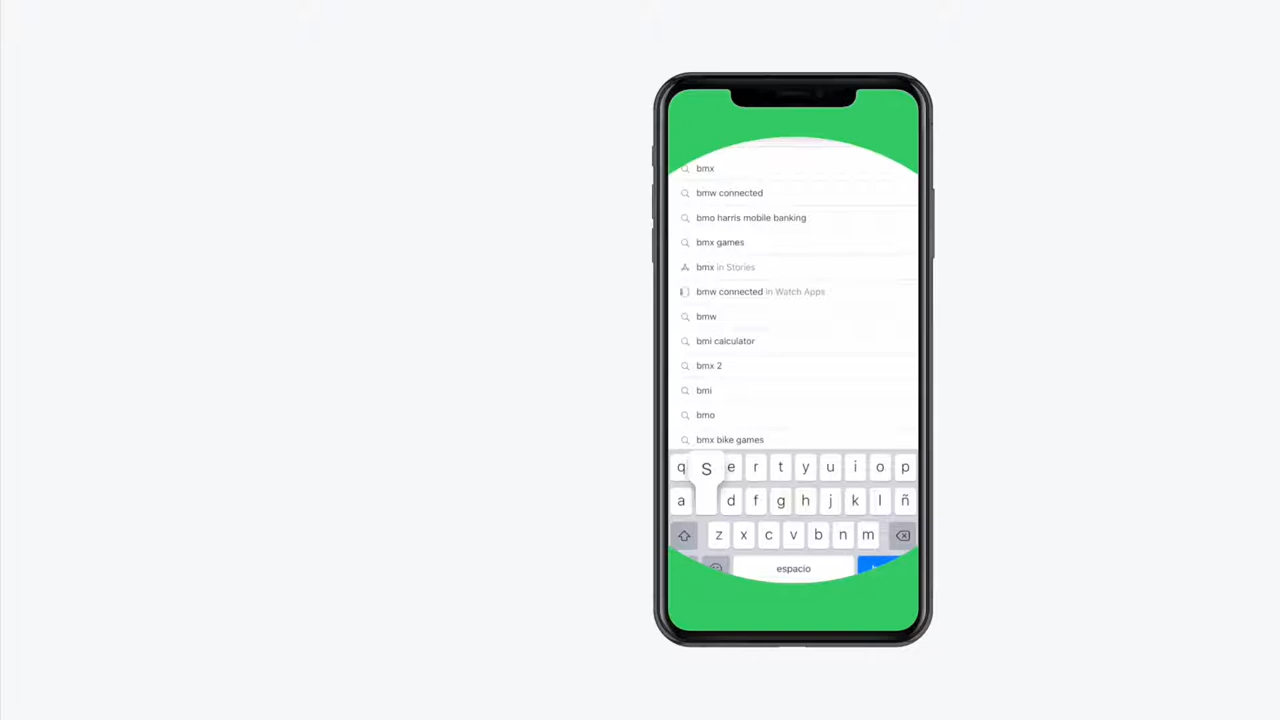 bmx
bmw connected
bmo harris mobile banking
bmx games
bmx in Stories
bmw connected in Watch Apps
bmw
bmi calculator
bmx 2
bmi
bmo
bmx bike games
q S e r t y u i o p
a d f g h j k l ñ
z x c v b n m
espacio